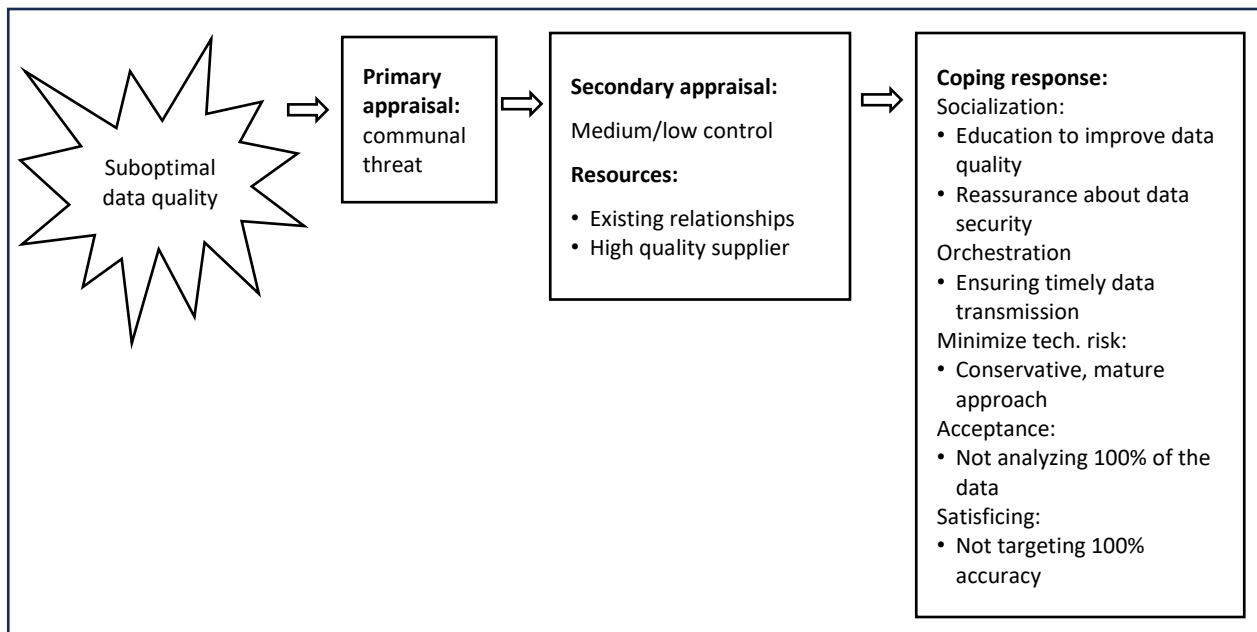 Suboptimal
data quality
Primary
appraisal:
communal
threat
Secondary appraisal:
Medium/low control
Resources:
• Existing relationships
• High quality supplier
Coping response:
Socialization:
• Education to improve data
quality
• Reassurance about data
security
Orchestration
• Ensuring timely data
transmission
Minimize tech. risk:
• Conservative, mature
approach
Acceptance:
• Not analyzing 100% of the
data
Satisficing:
• Not targeting 100%
accuracy